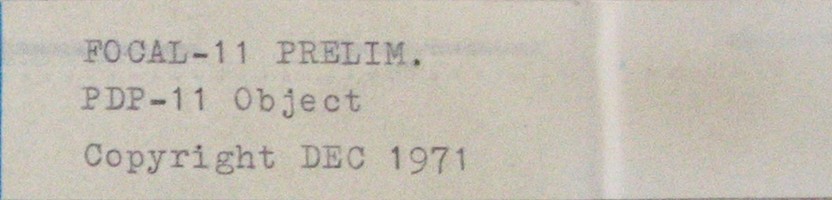 FOCAL-11 PRELIM.
PDP-11 Object
Copyright DEC 1971